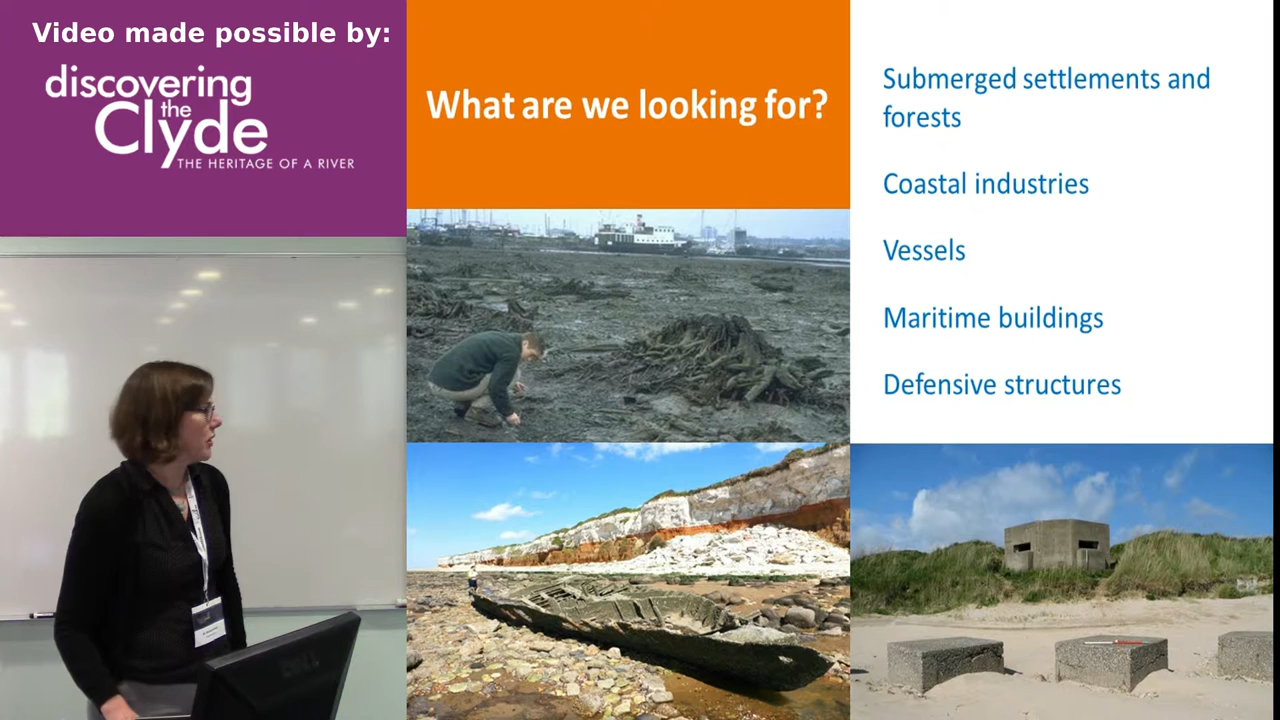 Video made possible by:
discovering
the
Clyde
THE HERITAGE OF A RIVER
What are we looking for?
Submerged settlements and
forests
Coastal industries
Vessels
Maritime buildings
Defensive structures
DELL